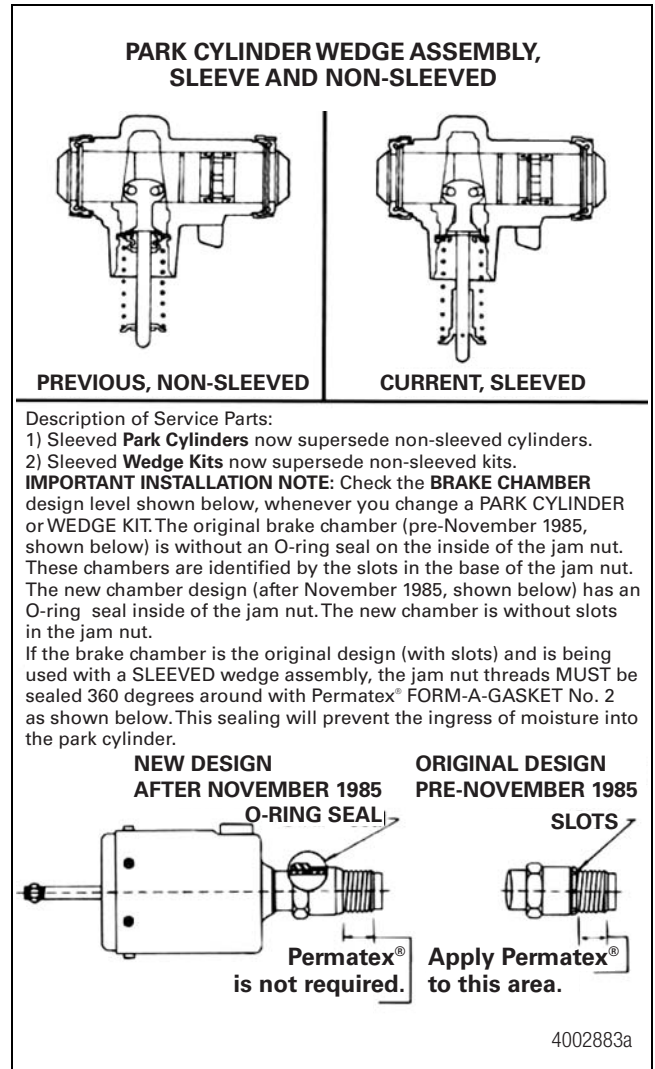 PARK CYLINDER WEDGE ASSEMBLY,
SLEEVE AND NON-SLEEVED
PREVIOUS, NON-SLEEVED
CURRENT, SLEEVED
Description of Service Parts:
1) Sleeved Park Cylinders now supersede non-sleeved cylinders.
2) Sleeved Wedge Kits now supersede non-sleeved kits.
IMPORTANT INSTALLATION NOTE: Check the BRAKE CHAMBER
design level shown below, whenever you change a PARK CYLINDER
or WEDGE KIT. The original brake chamber (pre-November 1985,
shown below) is without an O-ring seal on the inside of the jam nut.
These chambers are identified by the slots in the base of the jam nut.
The new chamber design (after November 1985, shown below) has an
O-ring seal inside of the jam nut. The new chamber is without slots
in the jam nut.
If the brake chamber is the original design (with slots) and is being
used with a SLEEVED wedge assembly, the jam nut threads MUST be
sealed 360 degrees around with Permatex® FORM-A-GASKET No. 2
as shown below. This sealing will prevent the ingress of moisture into
the park cylinder.
NEW DESIGN
AFTER NOVEMBER 1985
O-RING SEAL
ORIGINAL DESIGN
PRE-NOVEMBER 1985
SLOTS
Permatex®
is not required.
Apply Permatex®
to this area.
4002883a